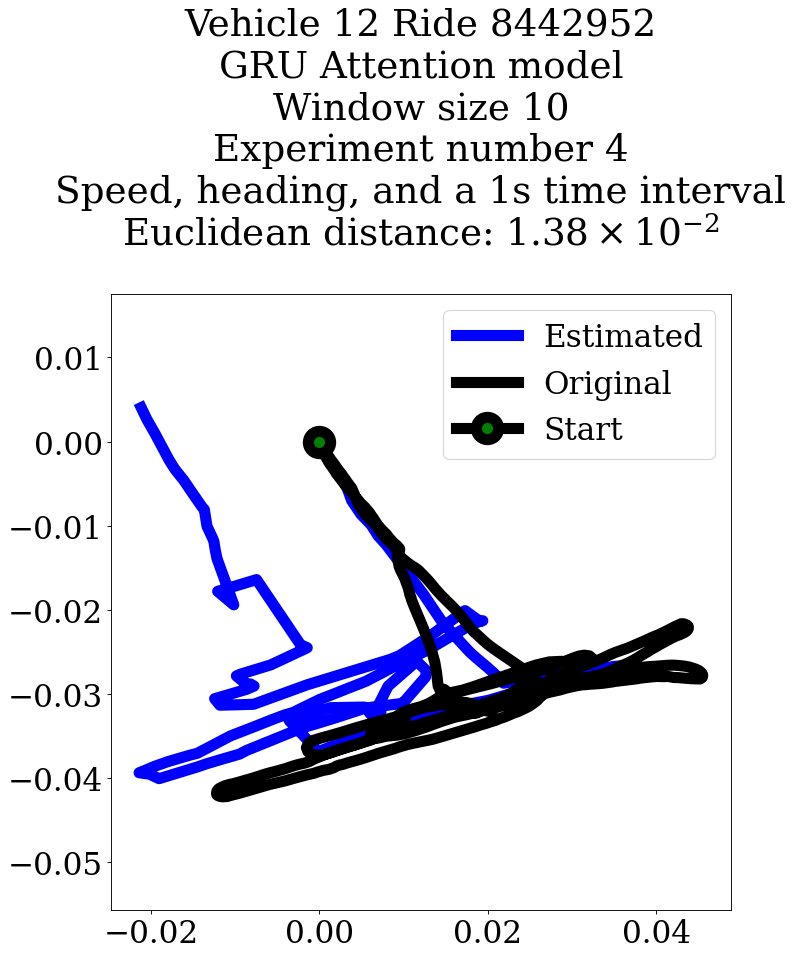 Vehicle 12 Ride 8442952
GRU Attention model
Window size 10
Experiment number 4
Speed, heading, and a 1s time interval
Euclidean distance: 1.38 × 10⁻²
Estimated
Original
Start
0.01
0.00
−0.01
−0.02
−0.03
−0.04
−0.05
−0.02 0.00 0.02 0.04